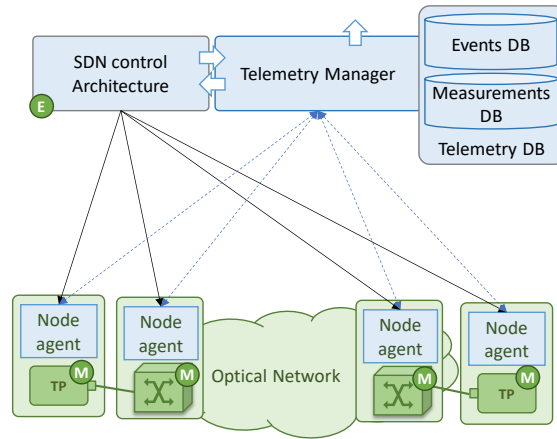 SDN control
Architecture
E
Telemetry Manager
Events DB
Measurements
DB
Telemetry DB
Node
agent
M
TP
Node
agent
M
Optical Network
Node
agent
M
Node
agent
M
TP